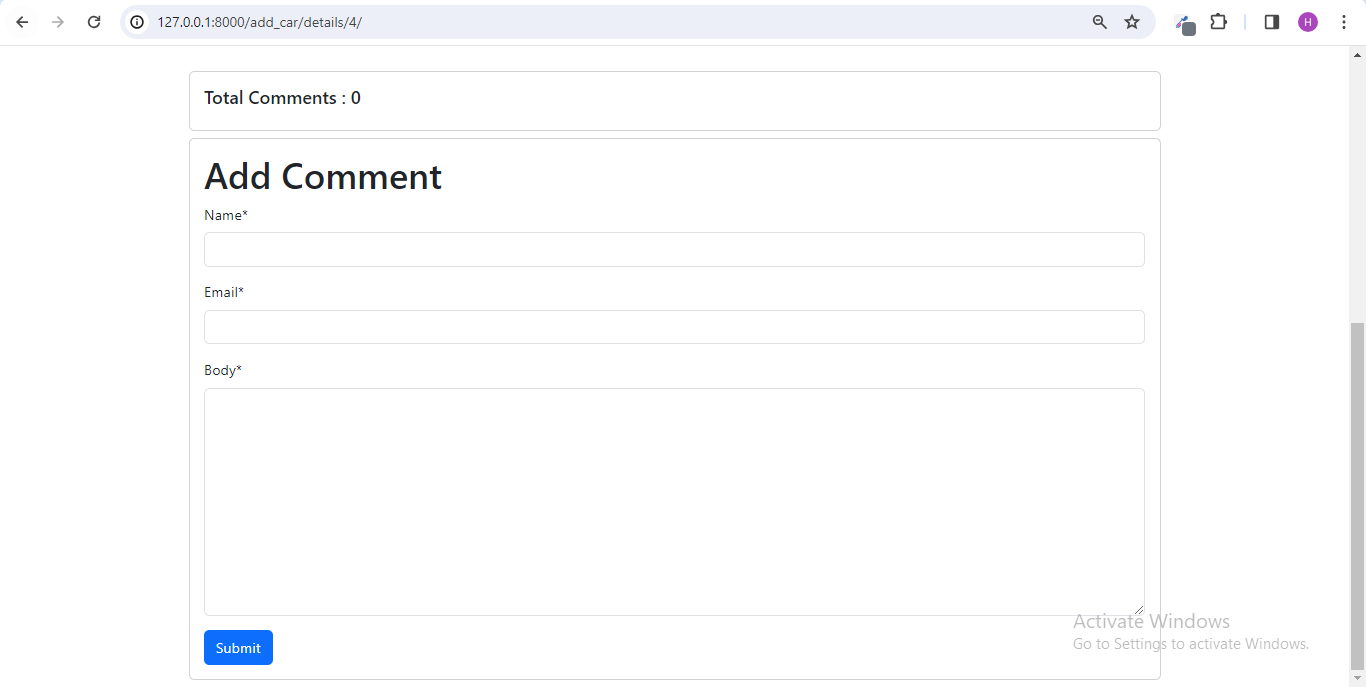 127.0.0.1:8000/add_car/details/4/
H
Total Comments : 0
Add Comment
Name*
Email*
Body*
Submit
Activate Windows
Go to Settings to activate Windows.